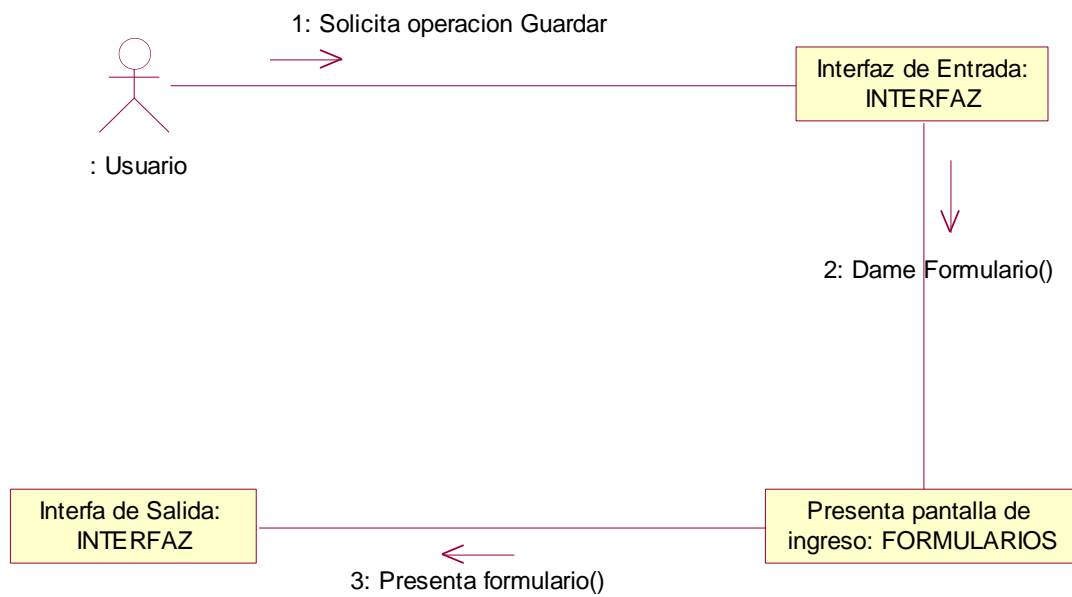 1: Solicita operacion Guardar
Interfaz de Entrada:
INTERFAZ
: Usuario
2: Dame Formulario()
Interfa de Salida:
INTERFAZ
Presenta pantalla de
ingreso: FORMULARIOS
3: Presenta formulario()